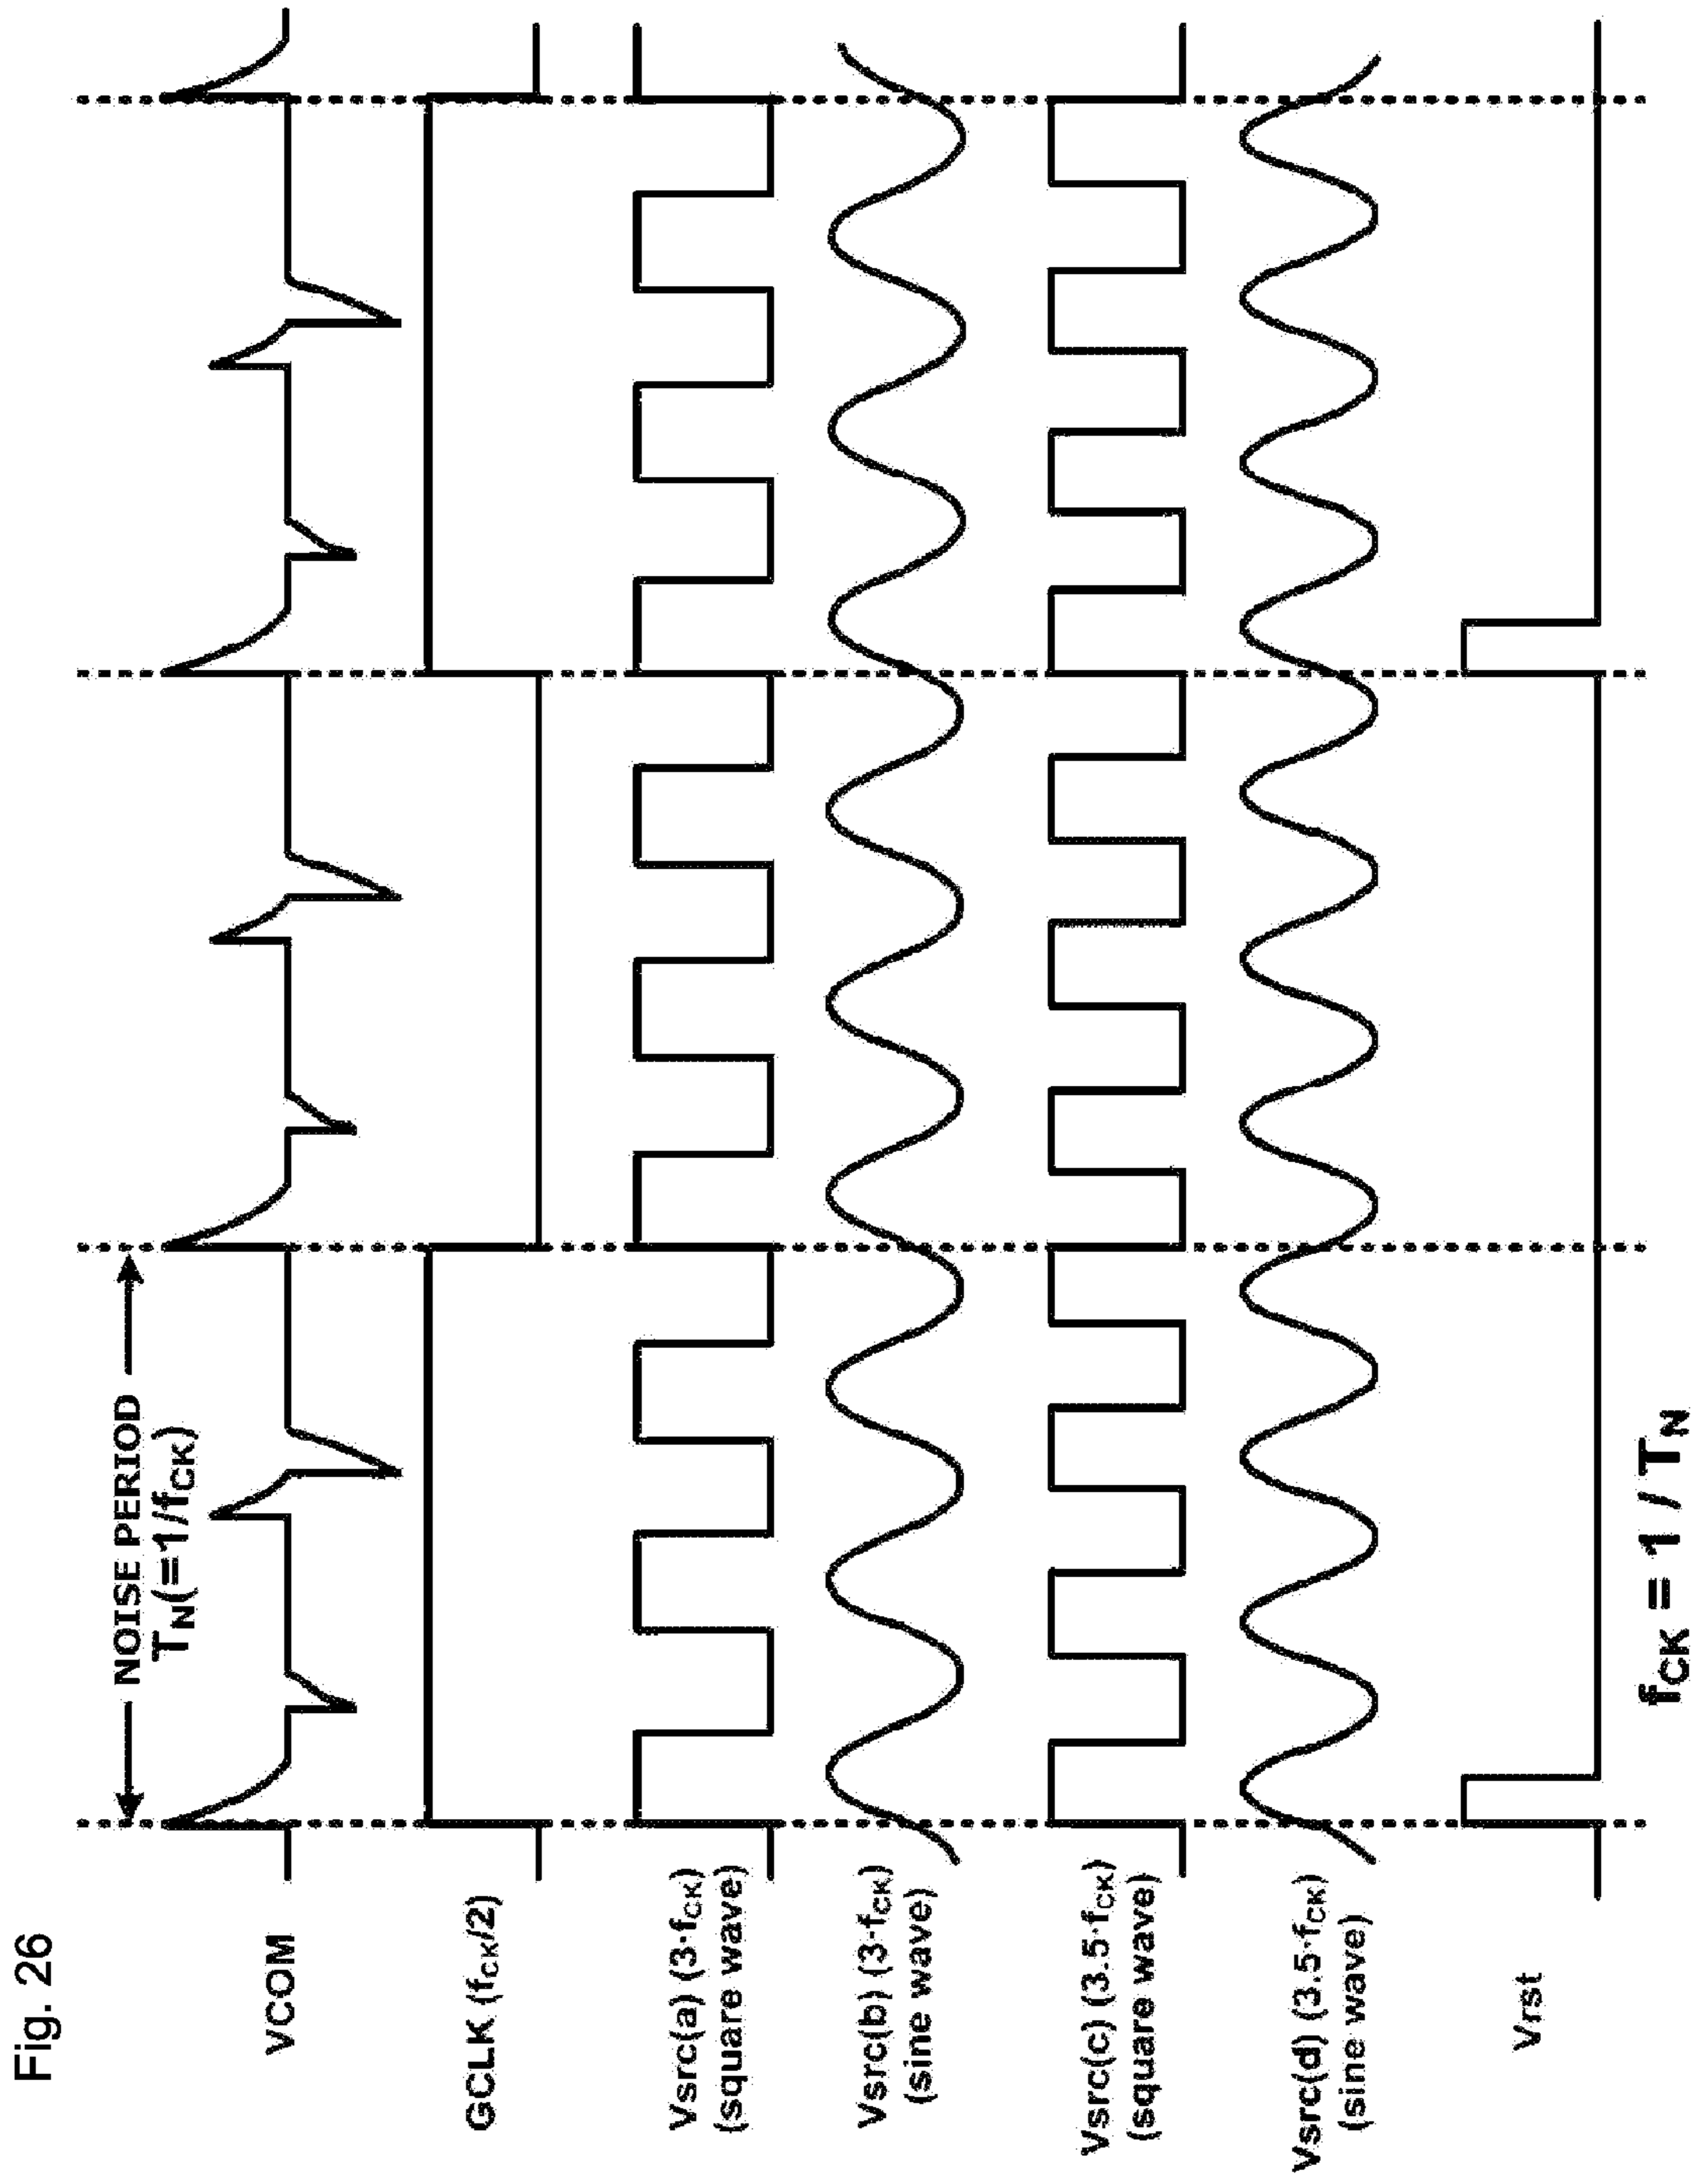 Fig. 26
NOISE PERIOD
TN(=1/fCK)
VCOM
GCLK (fCK/2)
Vsrc(a) (3·fCK)
(square wave)
Vsrc(b) (3·fCK)
(sine wave)
Vsrc(c) (3.5·fCK)
(square wave)
Vsrc(d) (3.5·fCK)
(sine wave)
Vrst
fCK = 1 / TN